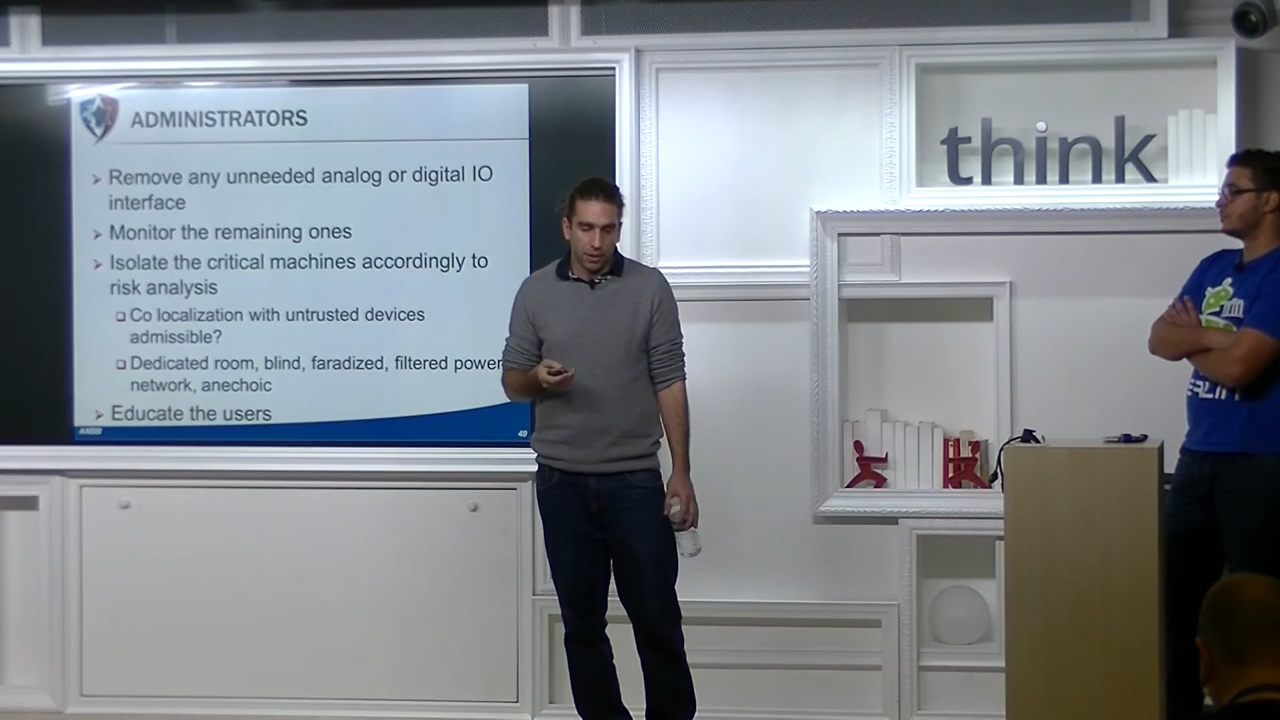 ADMINISTRATORS
➢ Remove any unneeded analog or digital IO
interface
➢ Monitor the remaining ones
➢ Isolate the critical machines accordingly to
risk analysis
❑ Co localization with untrusted devices
admissible?
❑ Dedicated room, blind, faradized, filtered power
network, anechoic
➢ Educate the users
ANSSI
49
think